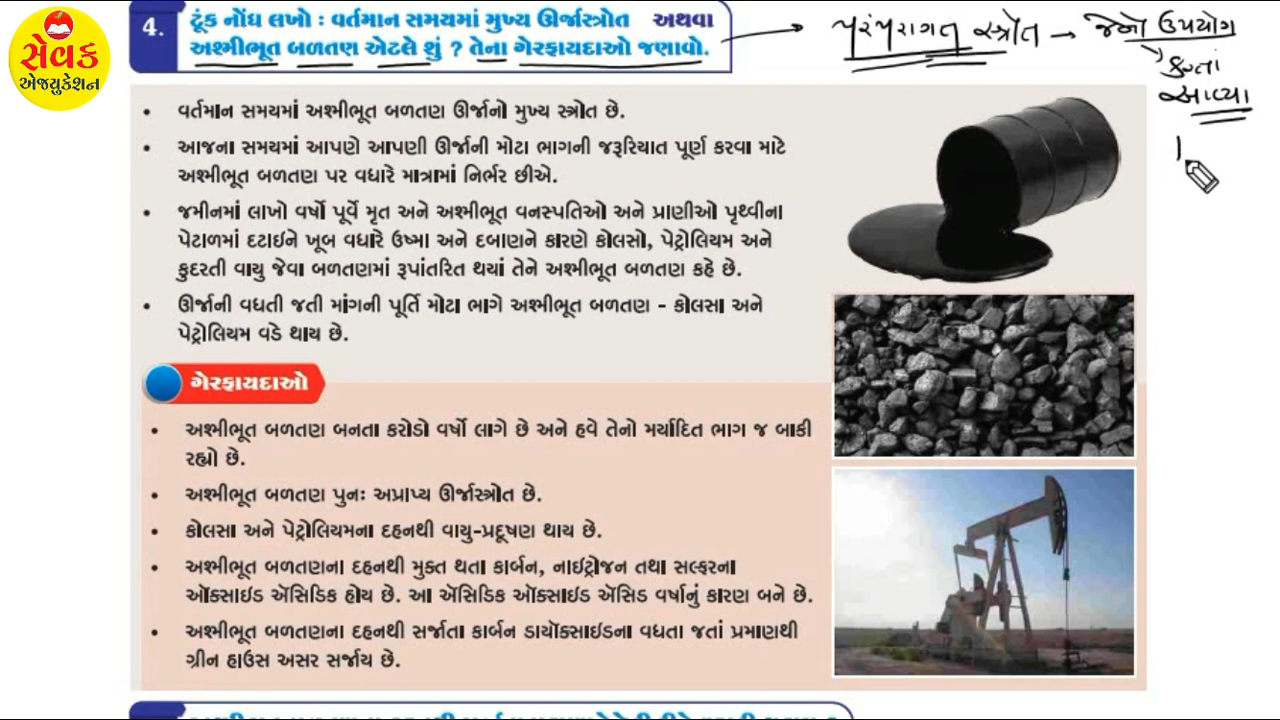 સેવક
એજ્યુકેશન
4.
ટૂંક નોંધ લખો : વર્તમાન સમયમાં મુખ્ય ઊર્જાસ્ત્રોત અથવા
અશ્મીભૂત બળતણ એટલે શું ? તેના ગેરફાયદાઓ જણાવો.
પરંપરાગત સ્ત્રોત → જેનો ઉપયોગ
કરતાં
આવ્યા
• વર્તમાન સમયમાં અશ્મીભૂત બળતણ ઊર્જાનો મુખ્ય સ્ત્રોત છે.
• આજના સમયમાં આપણે આપણી ઊર્જાની મોટા ભાગની જરૂરિયાત પૂર્ણ કરવા માટે
અશ્મીભૂત બળતણ પર વધારે માત્રામાં નિર્ભર છીએ.
• જમીનમાં લાખો વર્ષો પૂર્વે મૃત અને અશ્મીભૂત વનસ્પતિઓ અને પ્રાણીઓ પૃથ્વીના
પેટાળમાં દટાઈને ખૂબ વધારે ઉષ્મા અને દબાણને કારણે કોલસો, પેટ્રોલિયમ અને
કુદરતી વાયુ જેવા બળતણમાં રૂપાંતરિત થયાં તેને અશ્મીભૂત બળતણ કહે છે.
• ઊર્જાની વધતી જતી માંગની પૂર્તિ મોટા ભાગે અશ્મીભૂત બળતણ - કોલસા અને
પેટ્રોલિયમ વડે થાય છે.
ગેરફાયદાઓ
• અશ્મીભૂત બળતણ બનતા કરોડો વર્ષો લાગે છે અને હવે તેનો મર્યાદિત ભાગ જ બાકી
રહ્યો છે.
• અશ્મીભૂત બળતણ પુનઃ અપ્રાપ્ય ઊર્જાસ્ત્રોત છે.
• કોલસા અને પેટ્રોલિયમના દહનથી વાયુ-પ્રદૂષણ થાય છે.
• અશ્મીભૂત બળતણના દહનથી મુક્ત થતા કાર્બન, નાઈટ્રોજન તથા સલ્ફરના
ઑક્સાઇડ ઍસિડિક હોય છે. આ ઍસિડિક ઑક્સાઇડ ઍસિડ વર્ષાનું કારણ બને છે.
• અશ્મીભૂત બળતણના દહનથી સર્જાતા કાર્બન ડાયૉક્સાઇડના વધતા જતાં પ્રમાણથી
ગ્રીન હાઉસ અસર સર્જાય છે.